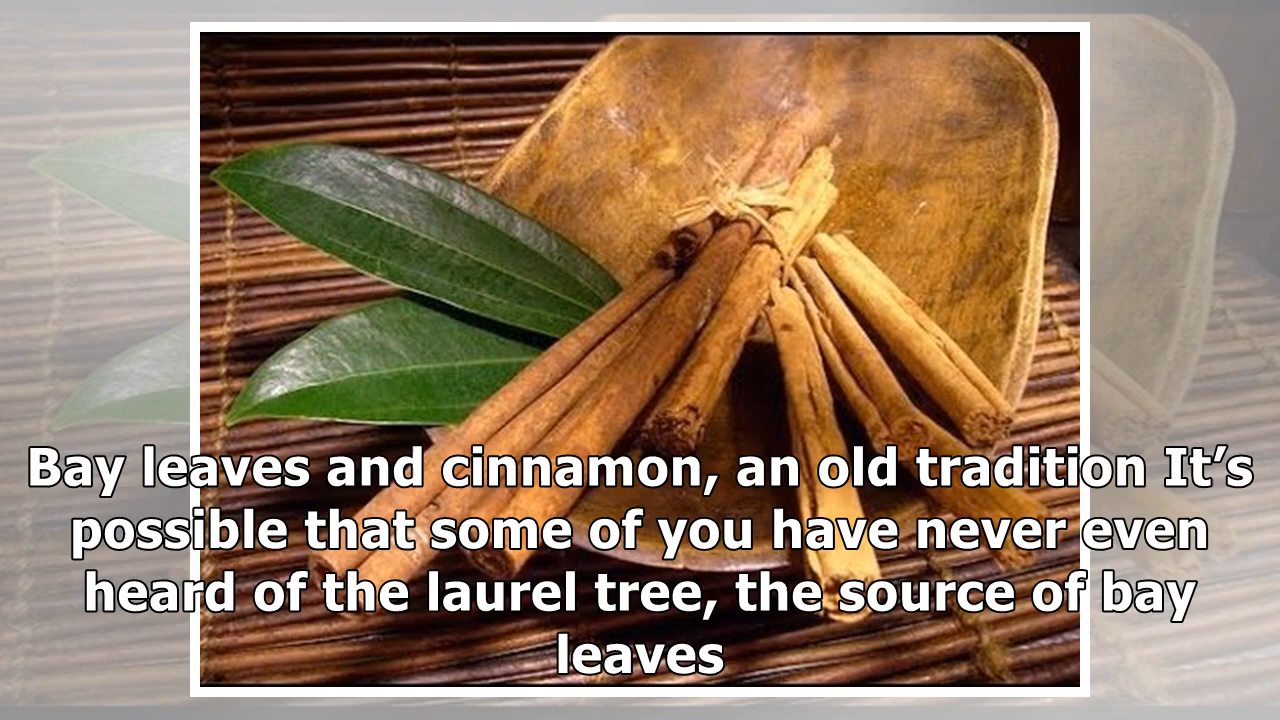 Bay leaves and cinnamon, an old tradition It’s
possible that some of you have never even
heard of the laurel tree, the source of bay
leaves